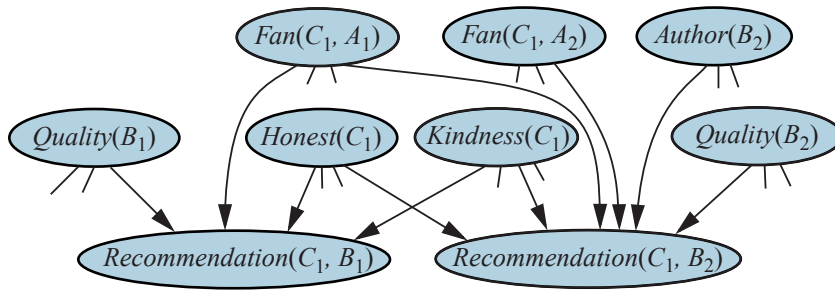 Fan(C₁, A₁) Fan(C₁, A₂) Author(B₂)
Quality(B₁) Honest(C₁) Kindness(C₁) Quality(B₂)
Recommendation(C₁, B₁) Recommendation(C₁, B₂)